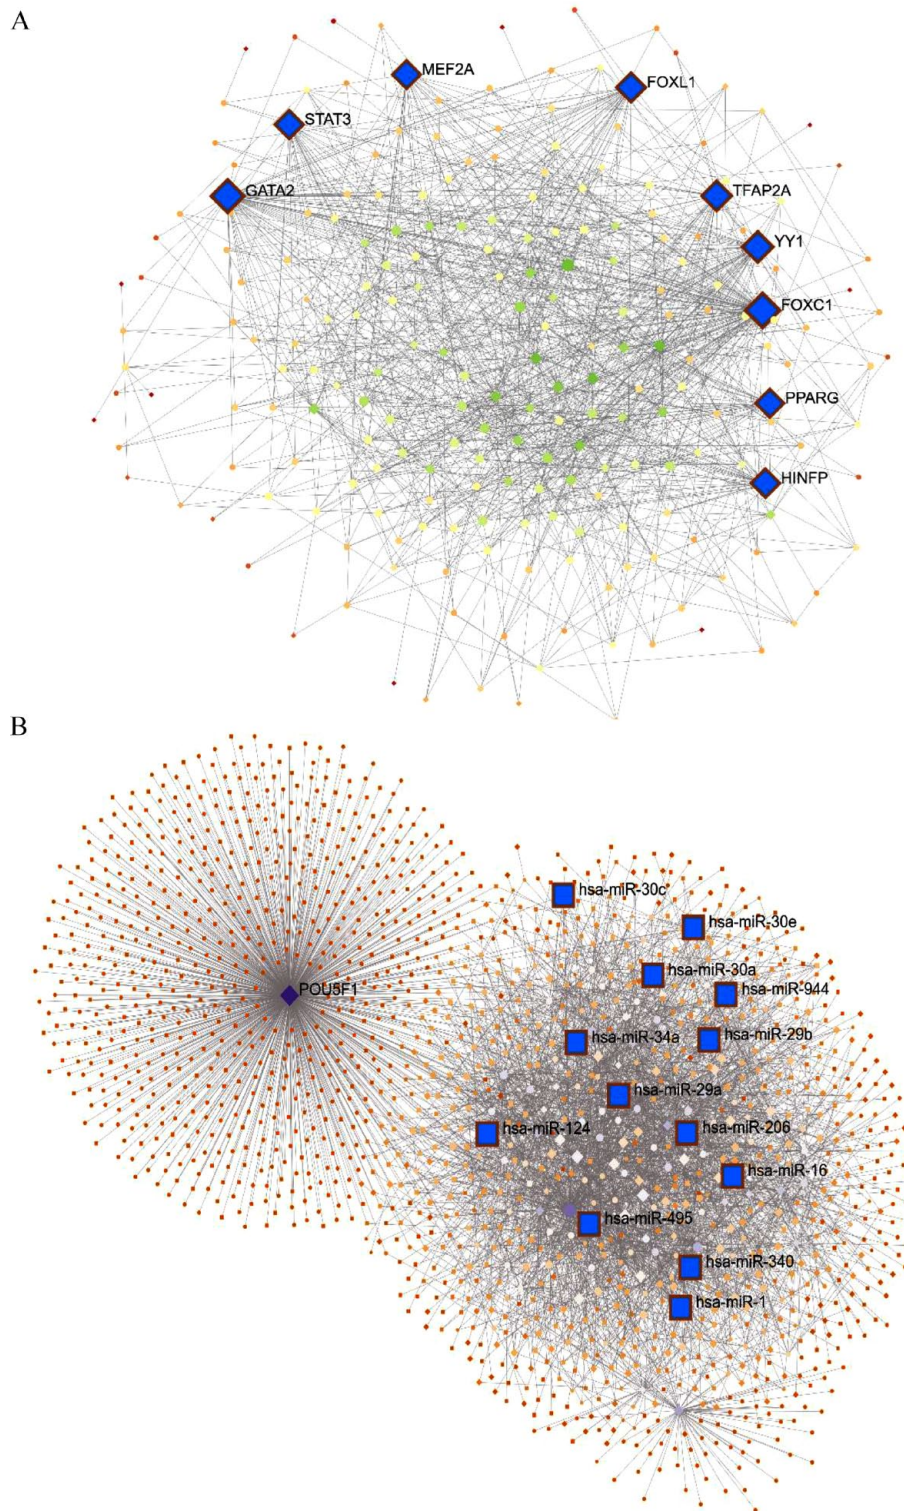 A
MEF2A
FOXL1
STAT3
GATA2
TFAP2A
YY1
FOXC1
PPARG
HINFP
B
hsa-miR-30c
hsa-miR-30e
hsa-miR-30a
POU5F1
hsa-miR-944
hsa-miR-34a
hsa-miR-29b
hsa-miR-29a
hsa-miR-124
hsa-miR-206
hsa-miR-16
hsa-miR-495
hsa-miR-340
hsa-miR-1